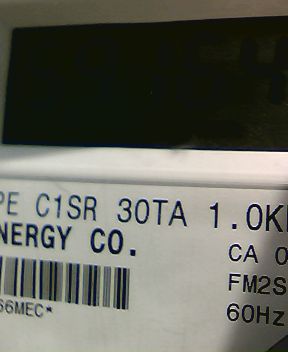 PE C1SR 30TA 1.0K
NERGY CO.
CA 0
FM2S
60Hz
66MEC*